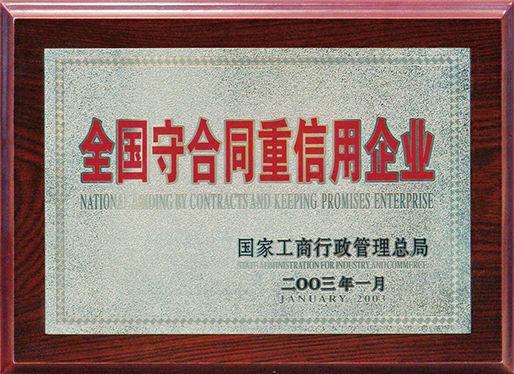 全国守合同重信用企业
NATIONAL ABIDING BY CONTRACTS AND KEEPING PROMISES ENTERPRISE
国家工商行政管理总局
STATE ADMINISTRATION FOR INDUSTRY AND COMMERCE
二OO三年一月
JANUARY, 2003